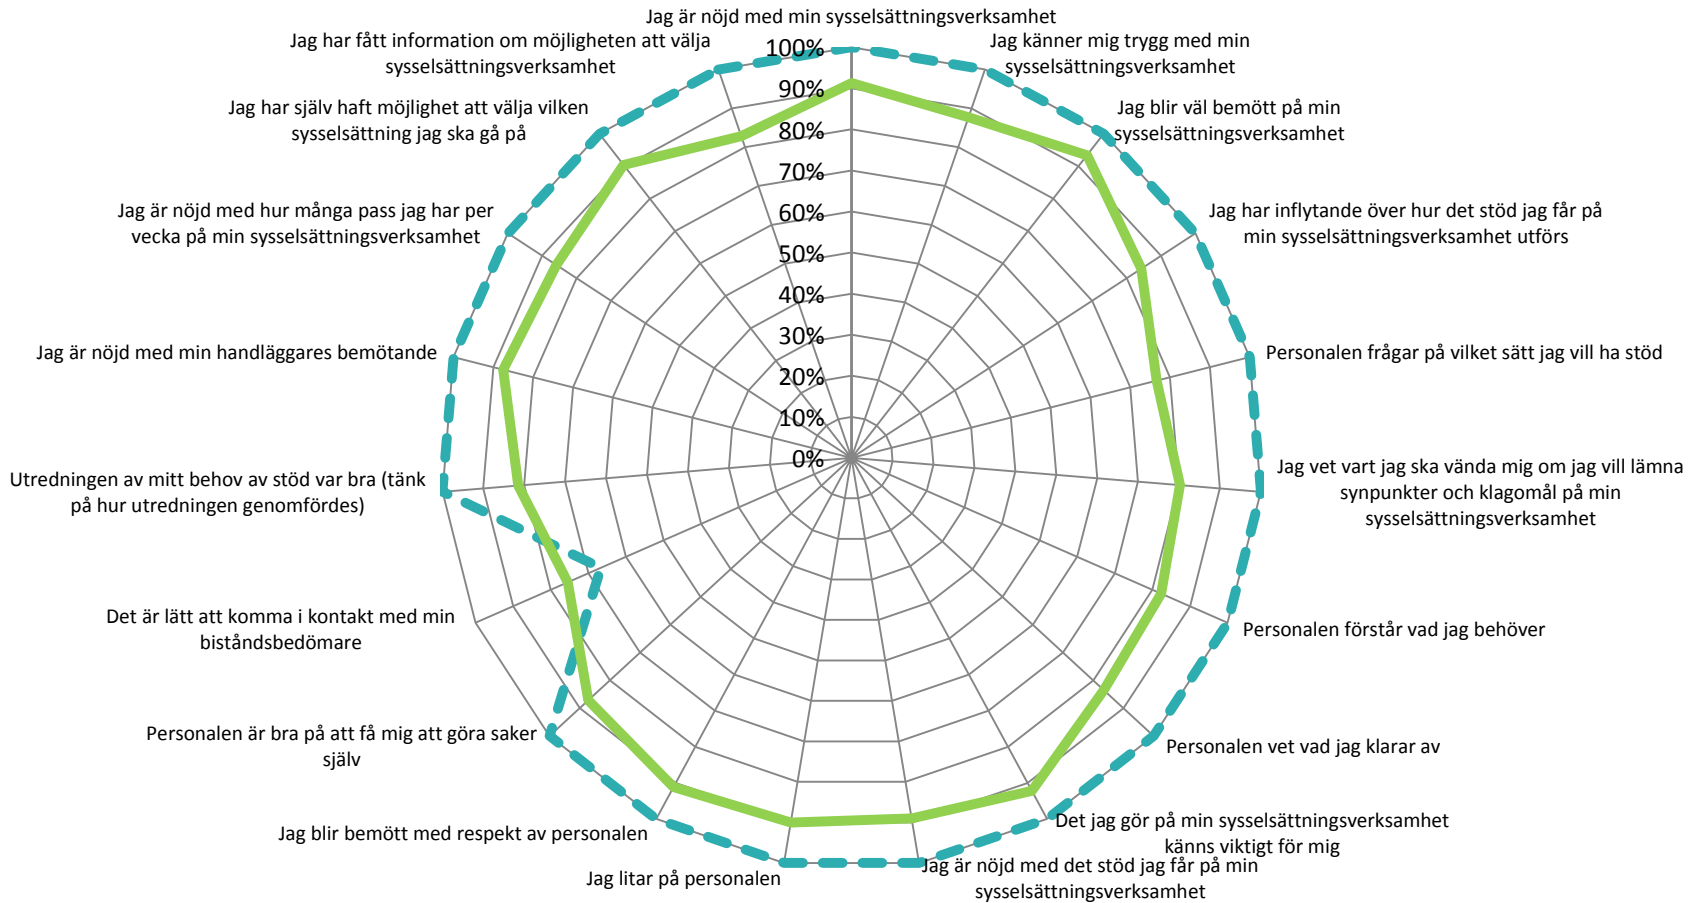 Jag är nöjd med min sysselsättningsverksamhet
Jag känner mig trygg med min
sysselsättningsverksamhet
Jag blir väl bemött på min
sysselsättningsverksamhet
Jag har inflytande över hur det stöd jag får på
min sysselsättningsverksamhet utförs
Personalen frågar på vilket sätt jag vill ha stöd
Jag vet vart jag ska vända mig om jag vill lämna
synpunkter och klagomål på min
sysselsättningsverksamhet
Personalen förstår vad jag behöver
Personalen vet vad jag klarar av
Det jag gör på min sysselsättningsverksamhet
känns viktigt för mig
Jag är nöjd med det stöd jag får på min
sysselsättningsverksamhet
Jag litar på personalen
Jag blir bemött med respekt av personalen
Personalen är bra på att få mig att göra saker
själv
Det är lätt att komma i kontakt med min
biståndsbedömare
Utredningen av mitt behov av stöd var bra (tänk
på hur utredningen genomfördes)
Jag är nöjd med min handläggares bemötande
Jag är nöjd med hur många pass jag har per
vecka på min sysselsättningsverksamhet
Jag har själv haft möjlighet att välja vilken
sysselsättning jag ska gå på
Jag har fått information om möjligheten att välja
sysselsättningsverksamhet
100%
90%
80%
70%
60%
50%
40%
30%
20%
10%
0%